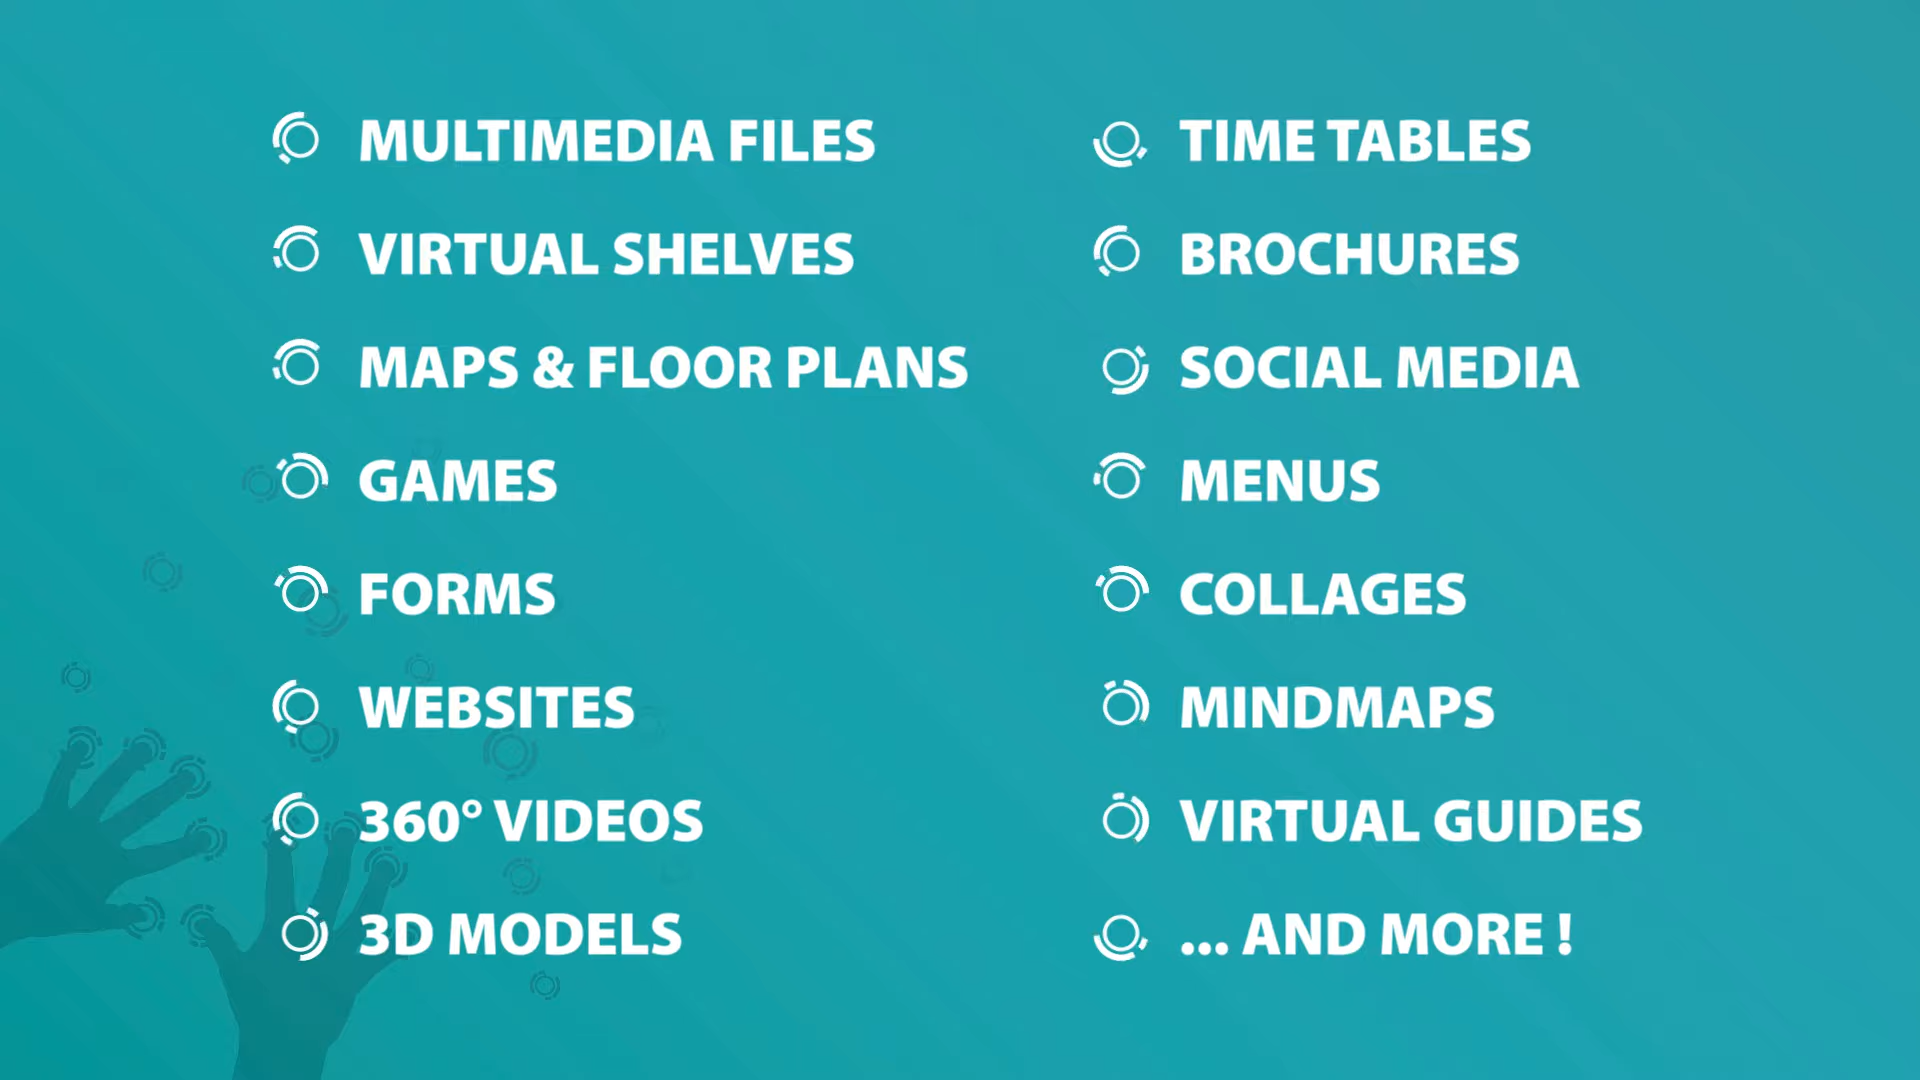 MULTIMEDIA FILES
VIRTUAL SHELVES
MAPS & FLOOR PLANS
GAMES
FORMS
WEBSITES
360° VIDEOS
3D MODELS
TIME TABLES
BROCHURES
SOCIAL MEDIA
MENUS
COLLAGES
MINDMAPS
VIRTUAL GUIDES
... AND MORE !